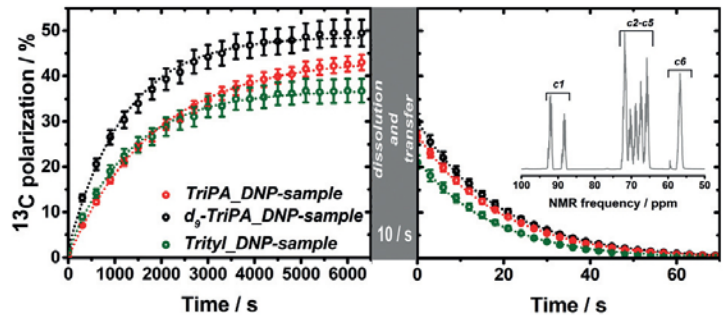 13C polarization / %
50
40
30
20
10
0
TriPA_DNP-sample
d9-TriPA_DNP-sample
Trityl_DNP-sample
0 1000 2000 3000 4000 5000 6000
Time / s
dissolution
and
transfer
10 / s
c1
c2-c5
c6
100 90 80 70 60 50
NMR frequency / ppm
0 20 40 60
Time / s